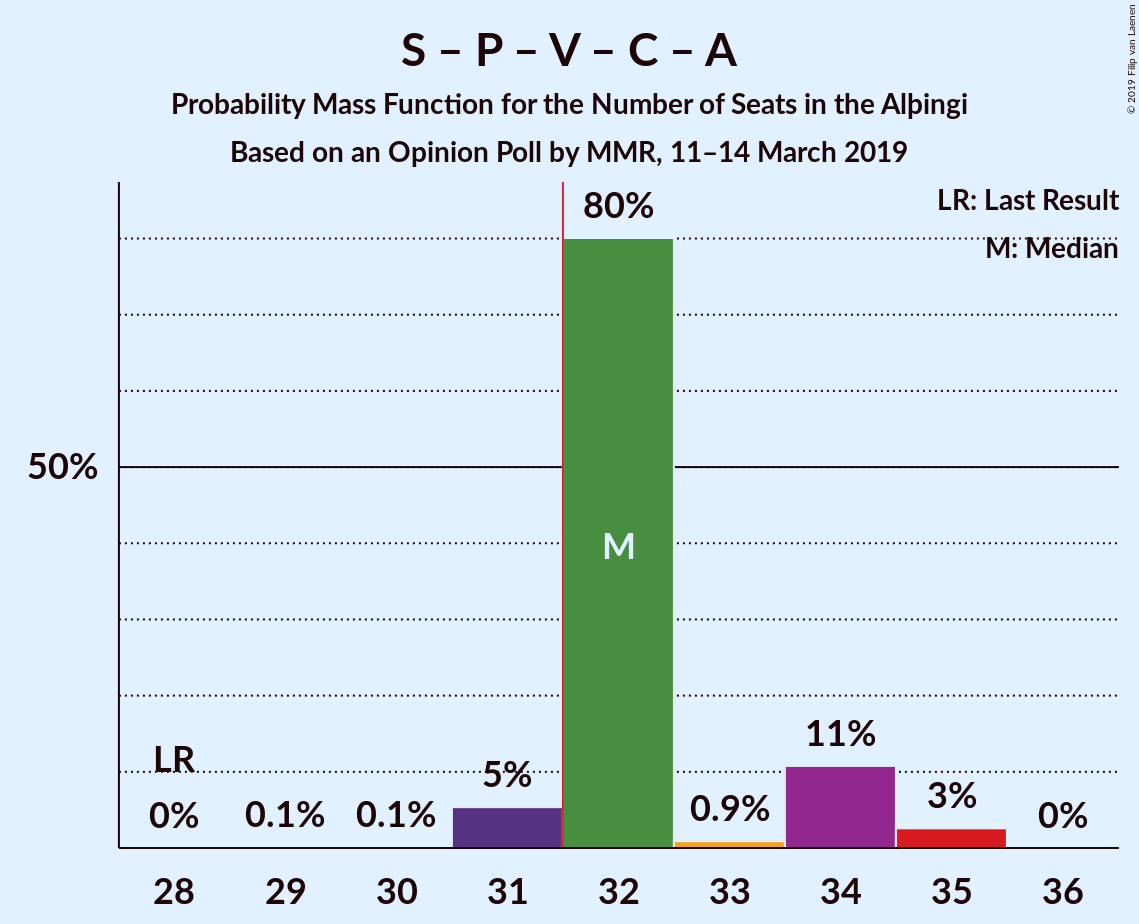 S – P – V – C – A
Probability Mass Function for the Number of Seats in the Alþingi
Based on an Opinion Poll by MMR, 11–14 March 2019
© 2019 Filip van Laenen
LR: Last Result
M: Median
80%
50%
M
LR
0%
0.1%
0.1%
5%
0.9%
11%
3%
0%
28 29 30 31 32 33 34 35 36